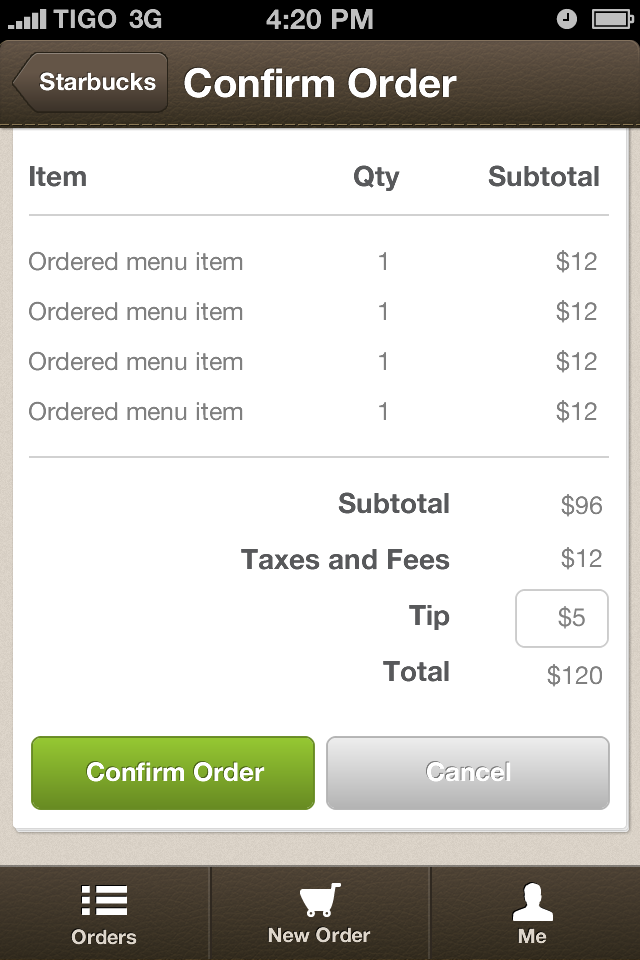 TIGO 3G 4:20 PM
Starbucks Confirm Order
Item Qty Subtotal
Ordered menu item 1 $12
Ordered menu item 1 $12
Ordered menu item 1 $12
Ordered menu item 1 $12
Subtotal $96
Taxes and Fees $12
Tip $5
Total $120
Confirm Order Cancel
Orders New Order Me